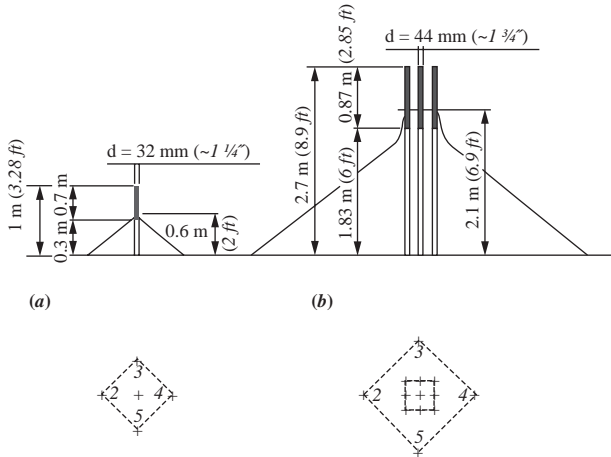 d = 32 mm (~1 ¼″)
1 m (3.28 ft)
0.7 m
0.3 m
0.6 m
(2 ft)
(a)
d = 44 mm (~1 ¾″)
0.87 m (2.85 ft)
2.7 m (8.9 ft)
1.83 m (6 ft)
2.1 m (6.9 ft)
(b)
3
2
4
5
3
2
4
5